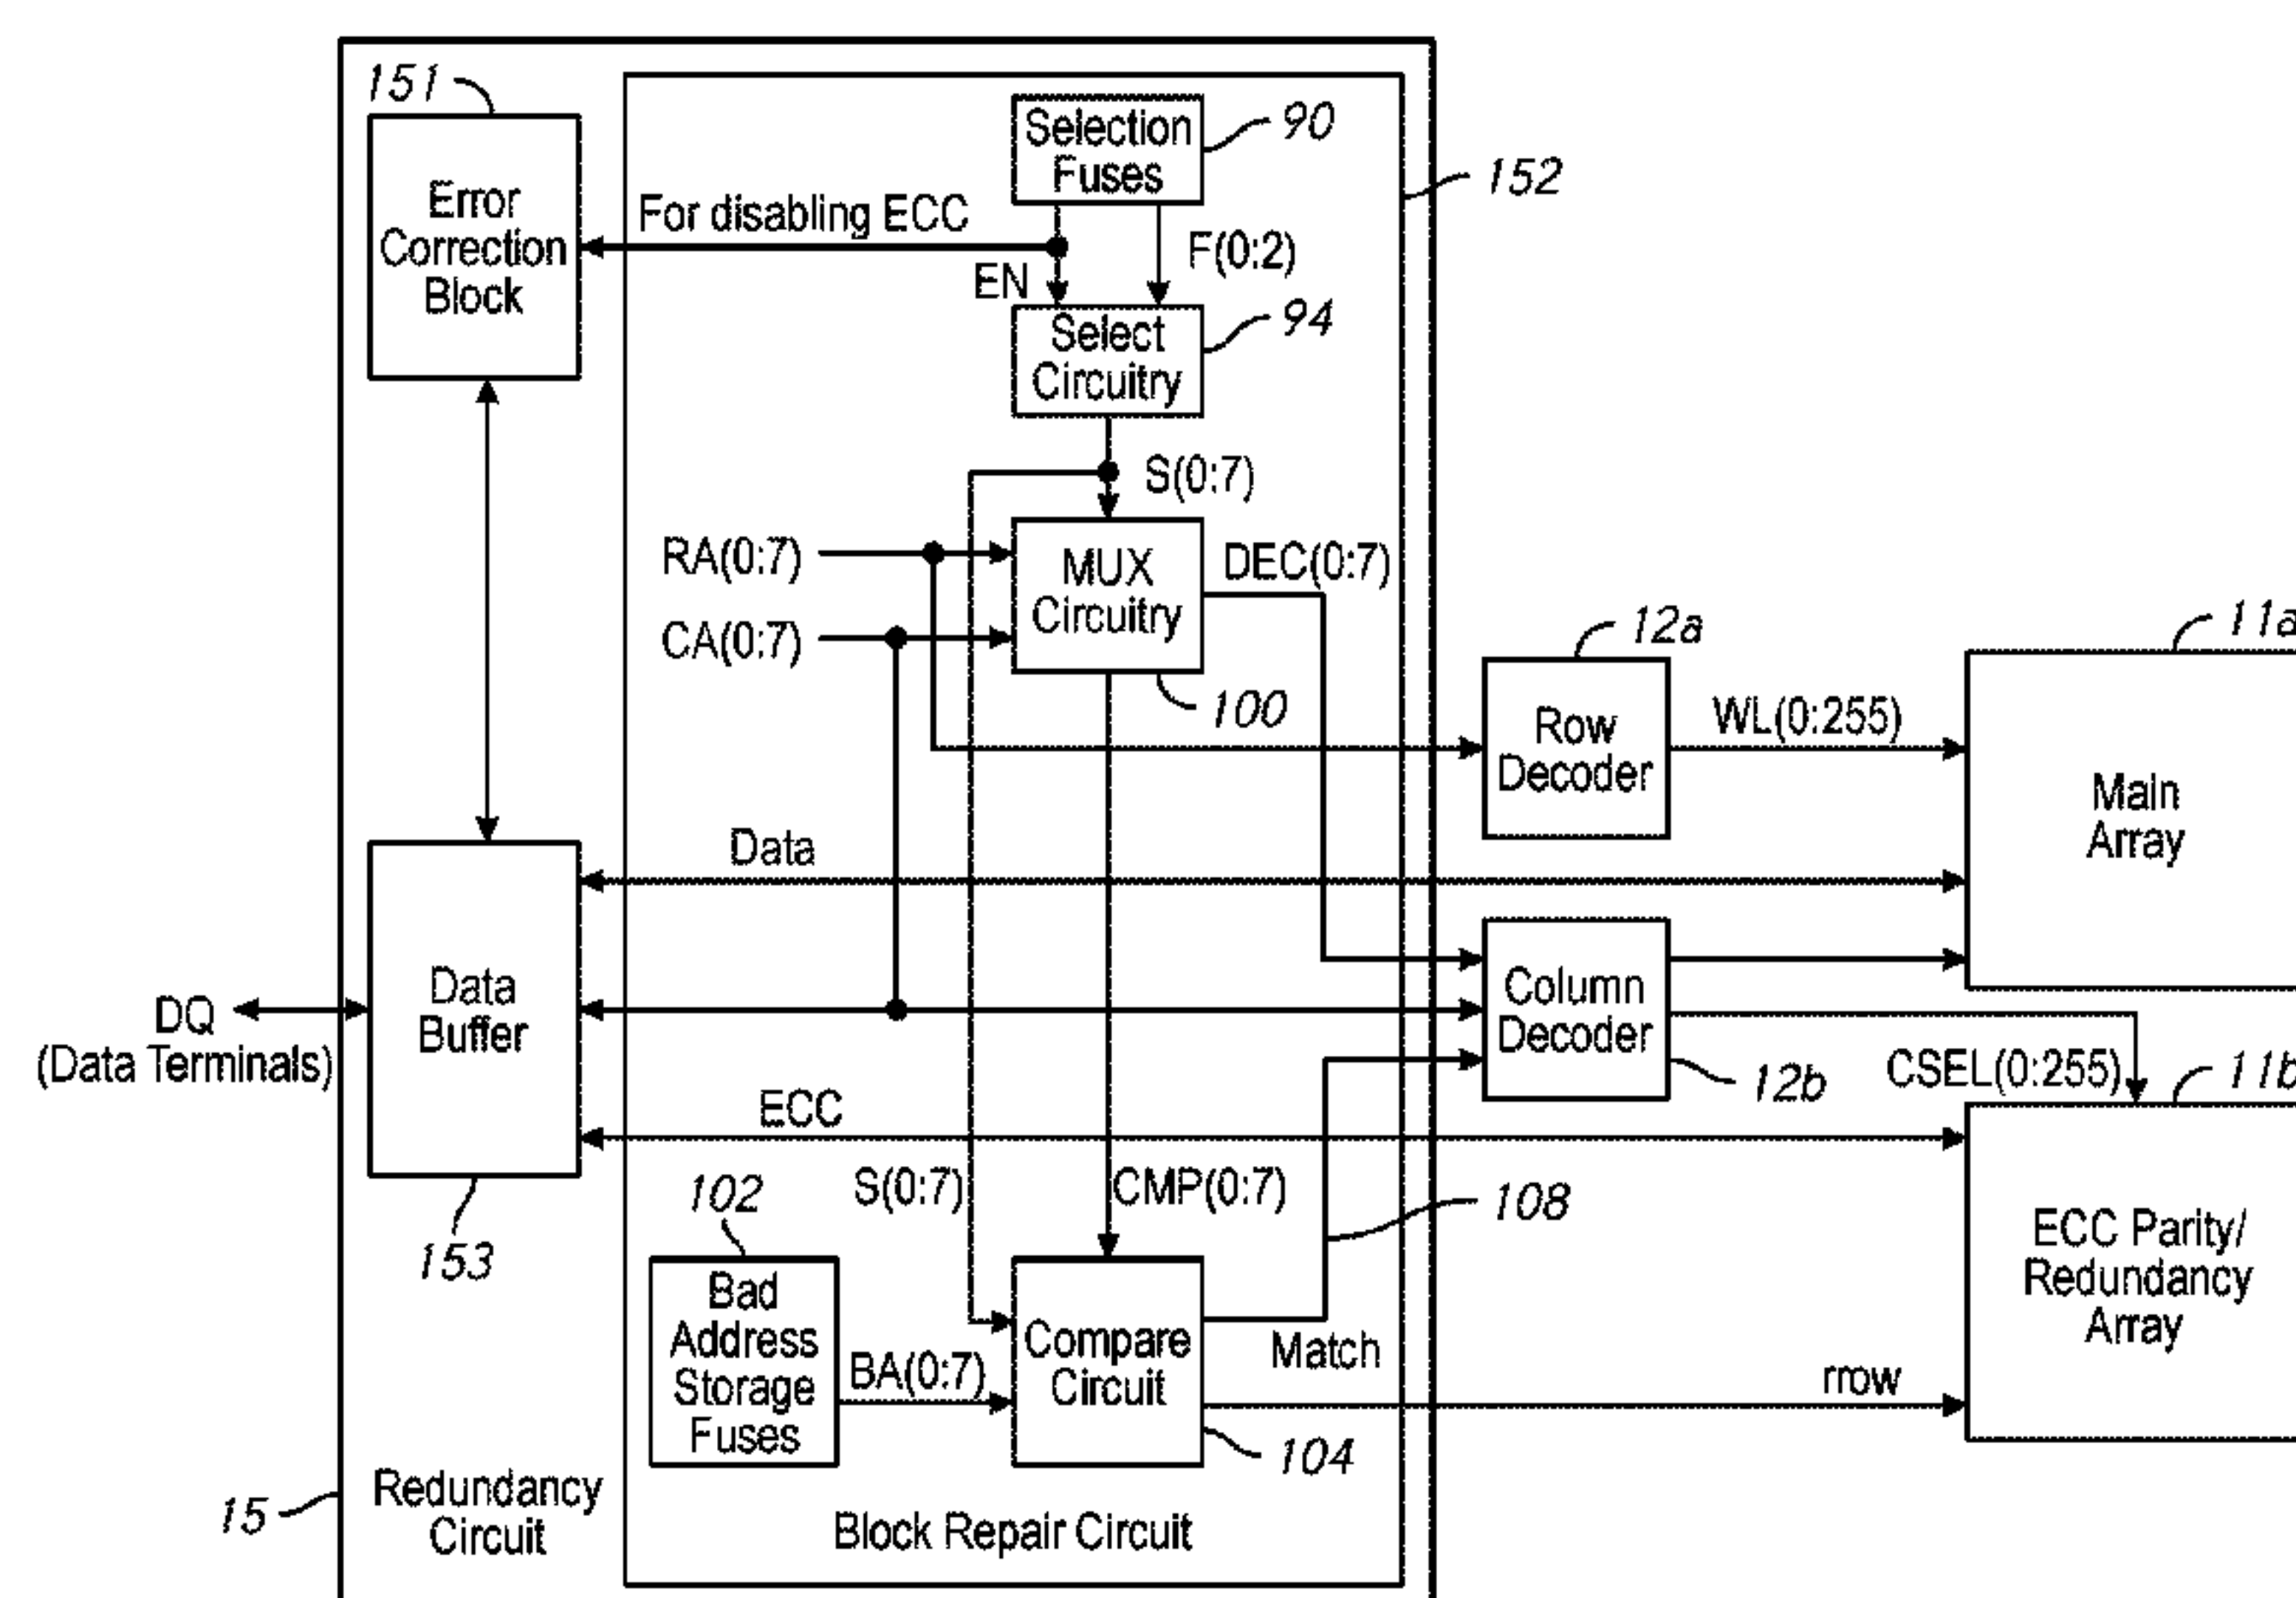 151
Error
Correction
Block
For disabling ECC
Selection
Fuses
90
152
EN
F(0:2)
Select
Circuitry
94
S(0:7)
RA(0:7)
CA(0:7)
MUX
Circuitry
DEC(0:7)
100
12a
Row
Decoder
WL(0:255)
11a
Main
Array
Data
Data
Buffer
DQ
(Data Terminals)
153
Column
Decoder
12b
CSEL(0:255)
11b
ECC
S(0:7)
CMP(0:7)
108
102
Bad
Address
Storage
Fuses
BA(0:7)
Compare
Circuit
Match
104
rrow
ECC Parity/
Redundancy
Array
15
Redundancy
Circuit
Block Repair Circuit